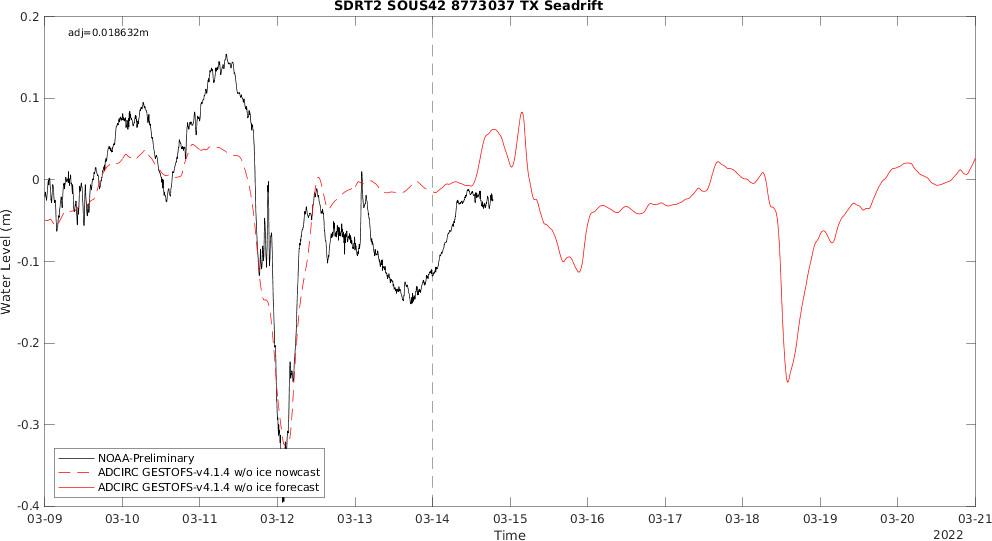 SDRT2 SOUS42 8773037 TX Seadrift
adj=0.018632m
0.2
0.1
0
-0.1
-0.2
-0.3
-0.4
Water Level (m)
NOAA-Preliminary
ADCIRC GESTOFS-v4.1.4 w/o ice nowcast
ADCIRC GESTOFS-v4.1.4 w/o ice forecast
03-09 03-10 03-11 03-12 03-13 03-14 03-15 03-16 03-17 03-18 03-19 03-20 03-21
Time
2022